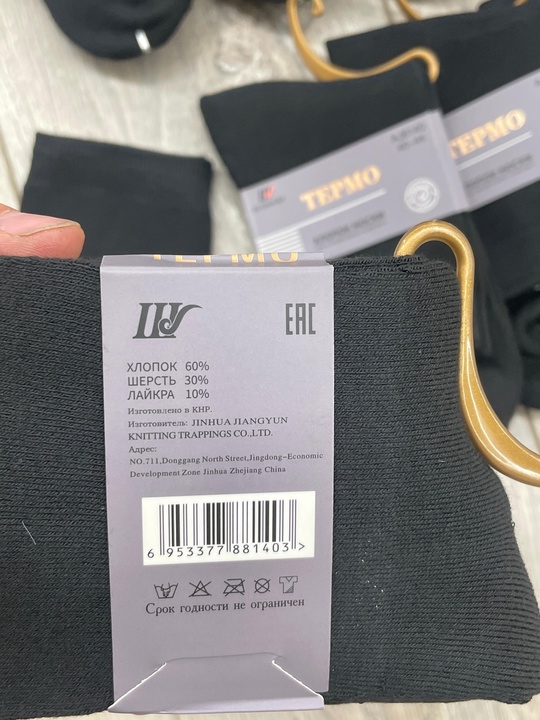 ТЕРМО
ТЕРМО
ТЕРМО
EAC
ХЛОПОК 60%
ШЕРСТЬ 30%
ЛАЙКРА 10%
Изготовлено в КНР.
Изготовитель: JINHUA JIANGYUN
KNITTING TRAPPINGS CO.,LTD.
Адрес:
NO.711,Donggang North Street,Jingdong-Economic
Development Zone Jinhua Zhejiang China
6 953377 881403 >
Срок годности не ограничен